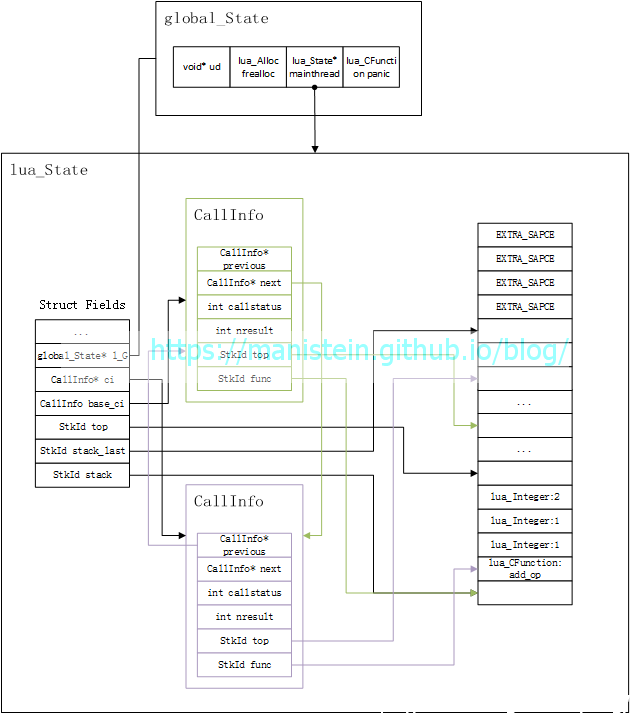 global_State
void* ud
lua_Alloc
frealloc
lua_State*
mainthread
lua_CFuncti
on panic
lua_State
CallInfo
CallInfo*
previous
CallInfo* next
int callstatus
int nresult
StkId top
StkId func
Struct Fields
...
global_State* l_G
CallInfo* ci
CallInfo base_ci
StkId top
StkId stack_last
StkId stack
EXTRA_SAPCE
EXTRA_SAPCE
EXTRA_SAPCE
EXTRA_SAPCE
...
...
lua_Integer:2
lua_Integer:1
lua_Integer:1
lua_CFunction:
add_op
CallInfo
CallInfo*
previous
CallInfo* next
int callstatus
int nresult
StkId top
StkId func
https://manistein.github.io/blog/